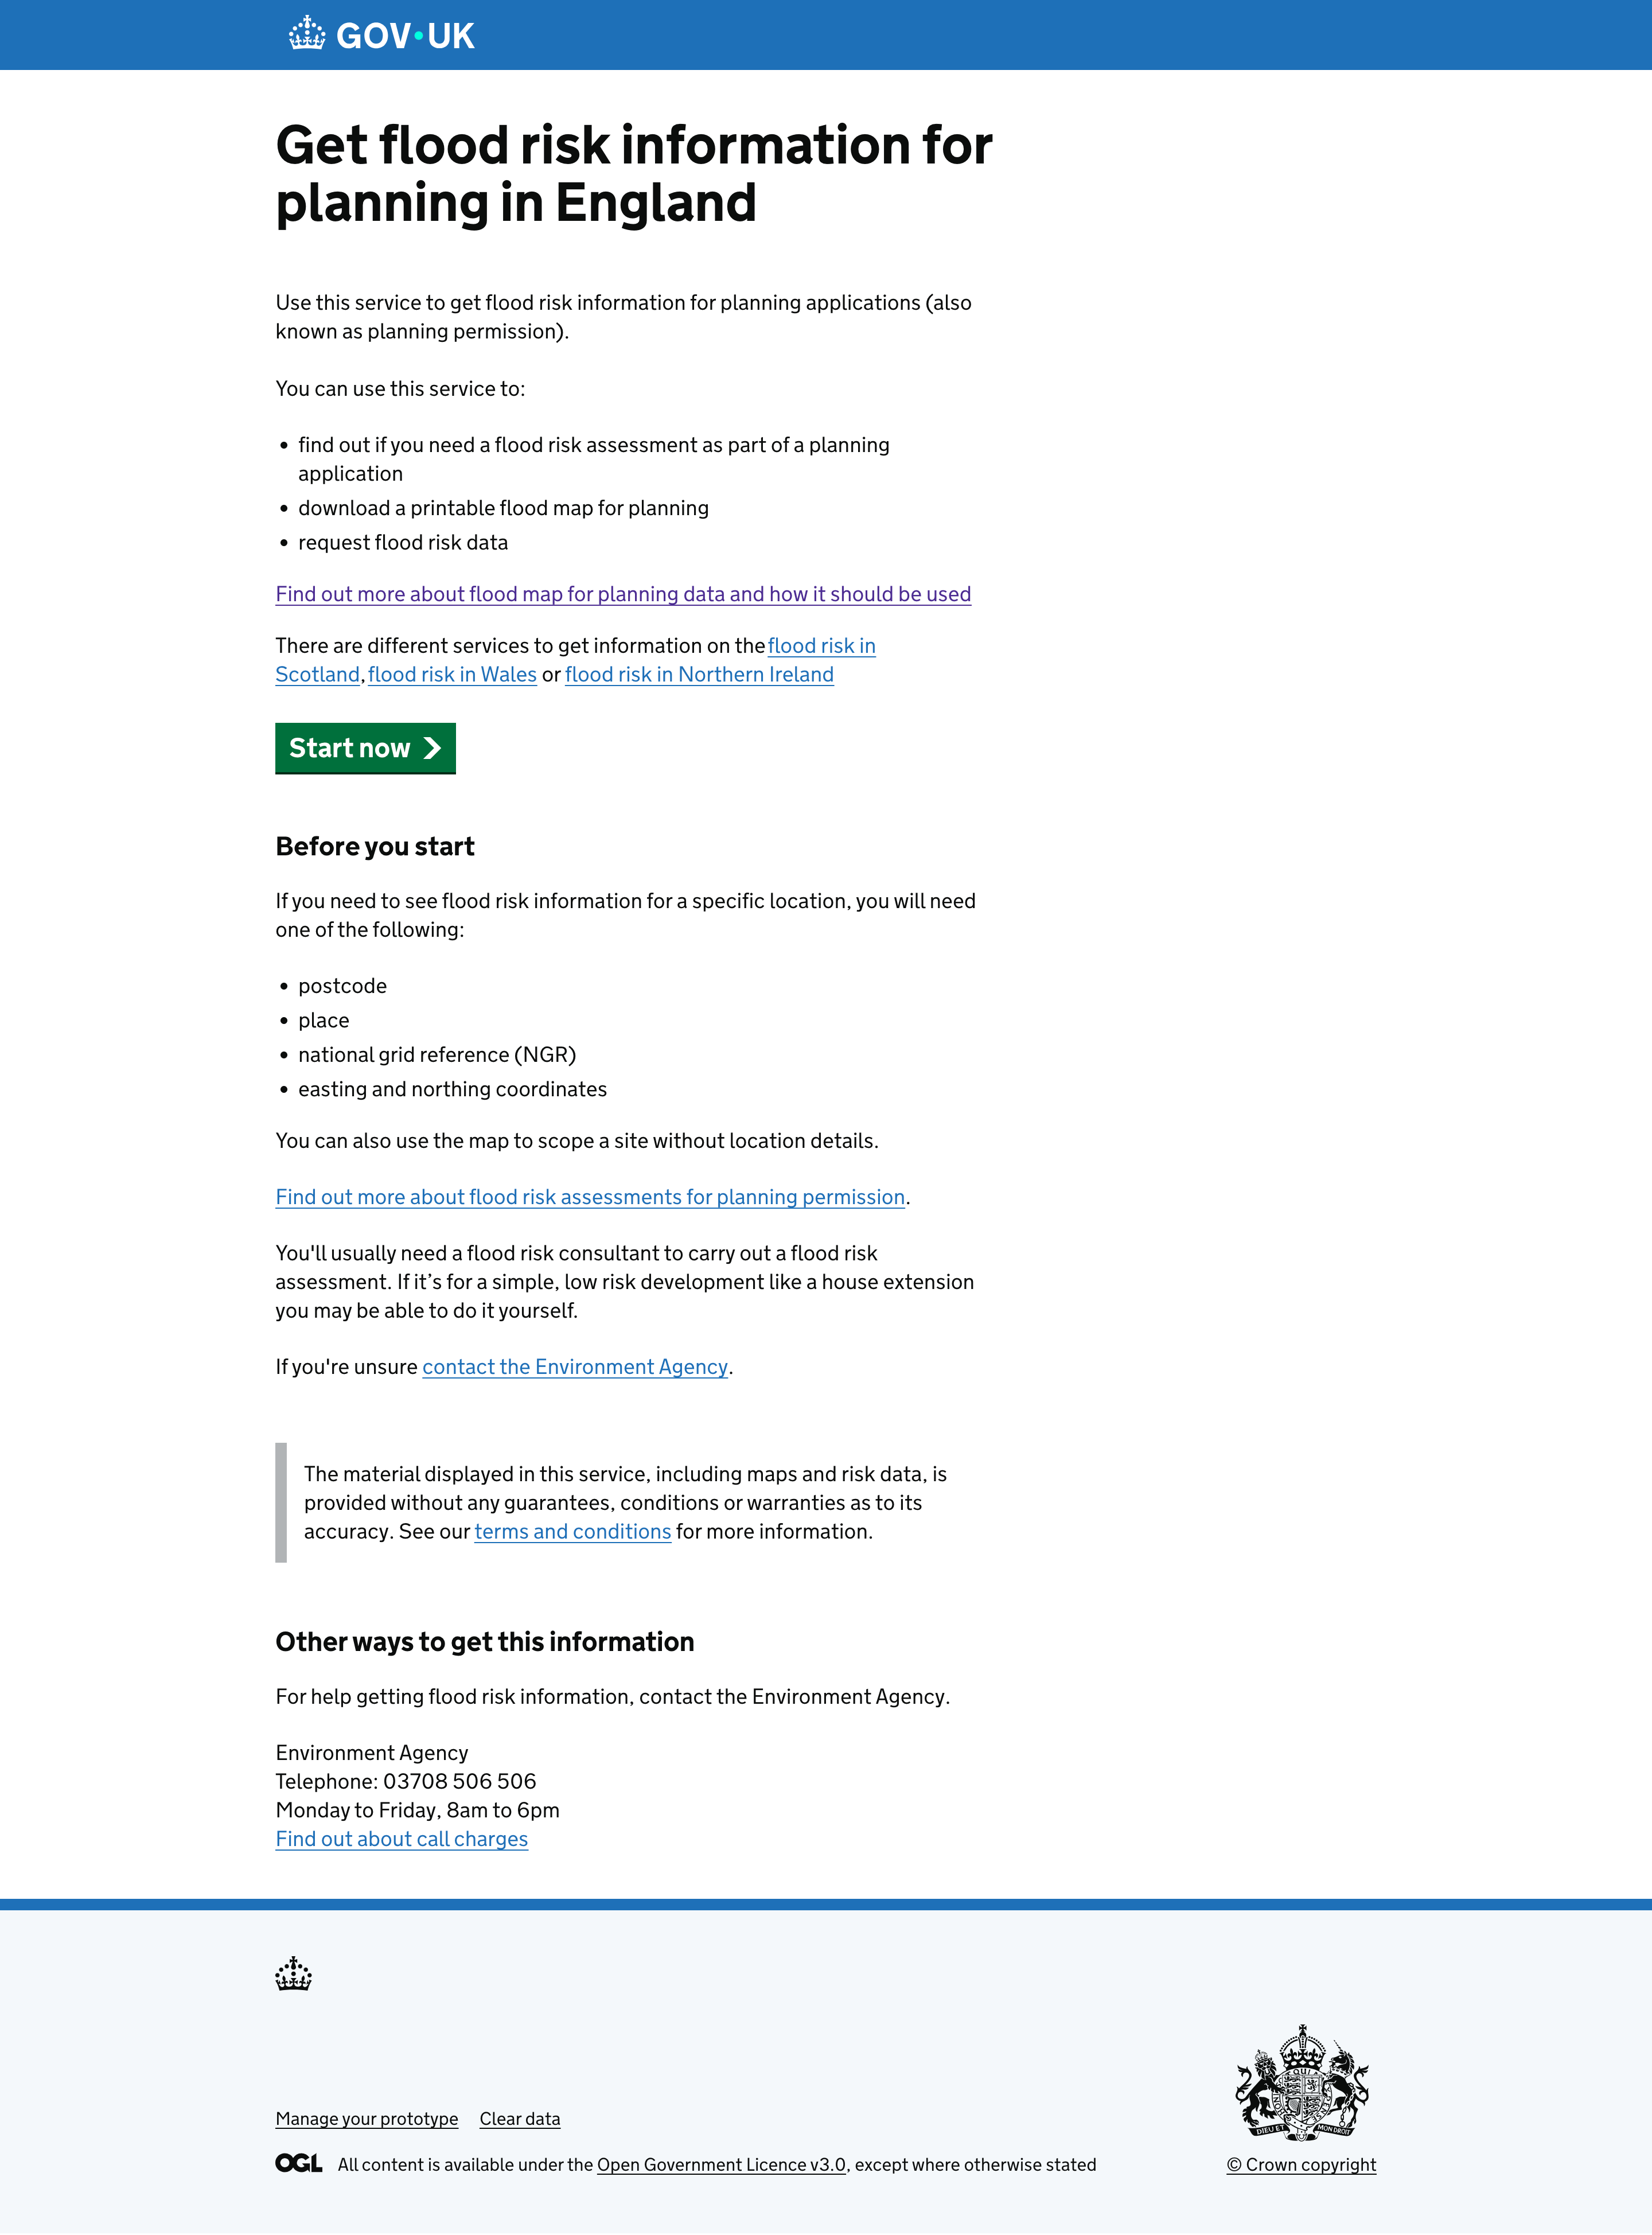 GOV·UK
Get flood risk information for
planning in England
Use this service to get flood risk information for planning applications (also
known as planning permission).
You can use this service to:
• find out if you need a flood risk assessment as part of a planning
application
• download a printable flood map for planning
• request flood risk data
Find out more about flood map for planning data and how it should be used
There are different services to get information on the flood risk in
Scotland, flood risk in Wales or flood risk in Northern Ireland
Start now
Before you start
If you need to see flood risk information for a specific location, you will need
one of the following:
• postcode
• place
• national grid reference (NGR)
• easting and northing coordinates
You can also use the map to scope a site without location details.
Find out more about flood risk assessments for planning permission.
You'll usually need a flood risk consultant to carry out a flood risk
assessment. If it’s for a simple, low risk development like a house extension
you may be able to do it yourself.
If you're unsure contact the Environment Agency.
The material displayed in this service, including maps and risk data, is
provided without any guarantees, conditions or warranties as to its
accuracy. See our terms and conditions for more information.
Other ways to get this information
For help getting flood risk information, contact the Environment Agency.
Environment Agency
Telephone: 03708 506 506
Monday to Friday, 8am to 6pm
Find out about call charges
DIEU ET MON DROIT
Manage your prototype Clear data
OGL All content is available under the Open Government Licence v3.0, except where otherwise stated
© Crown copyright